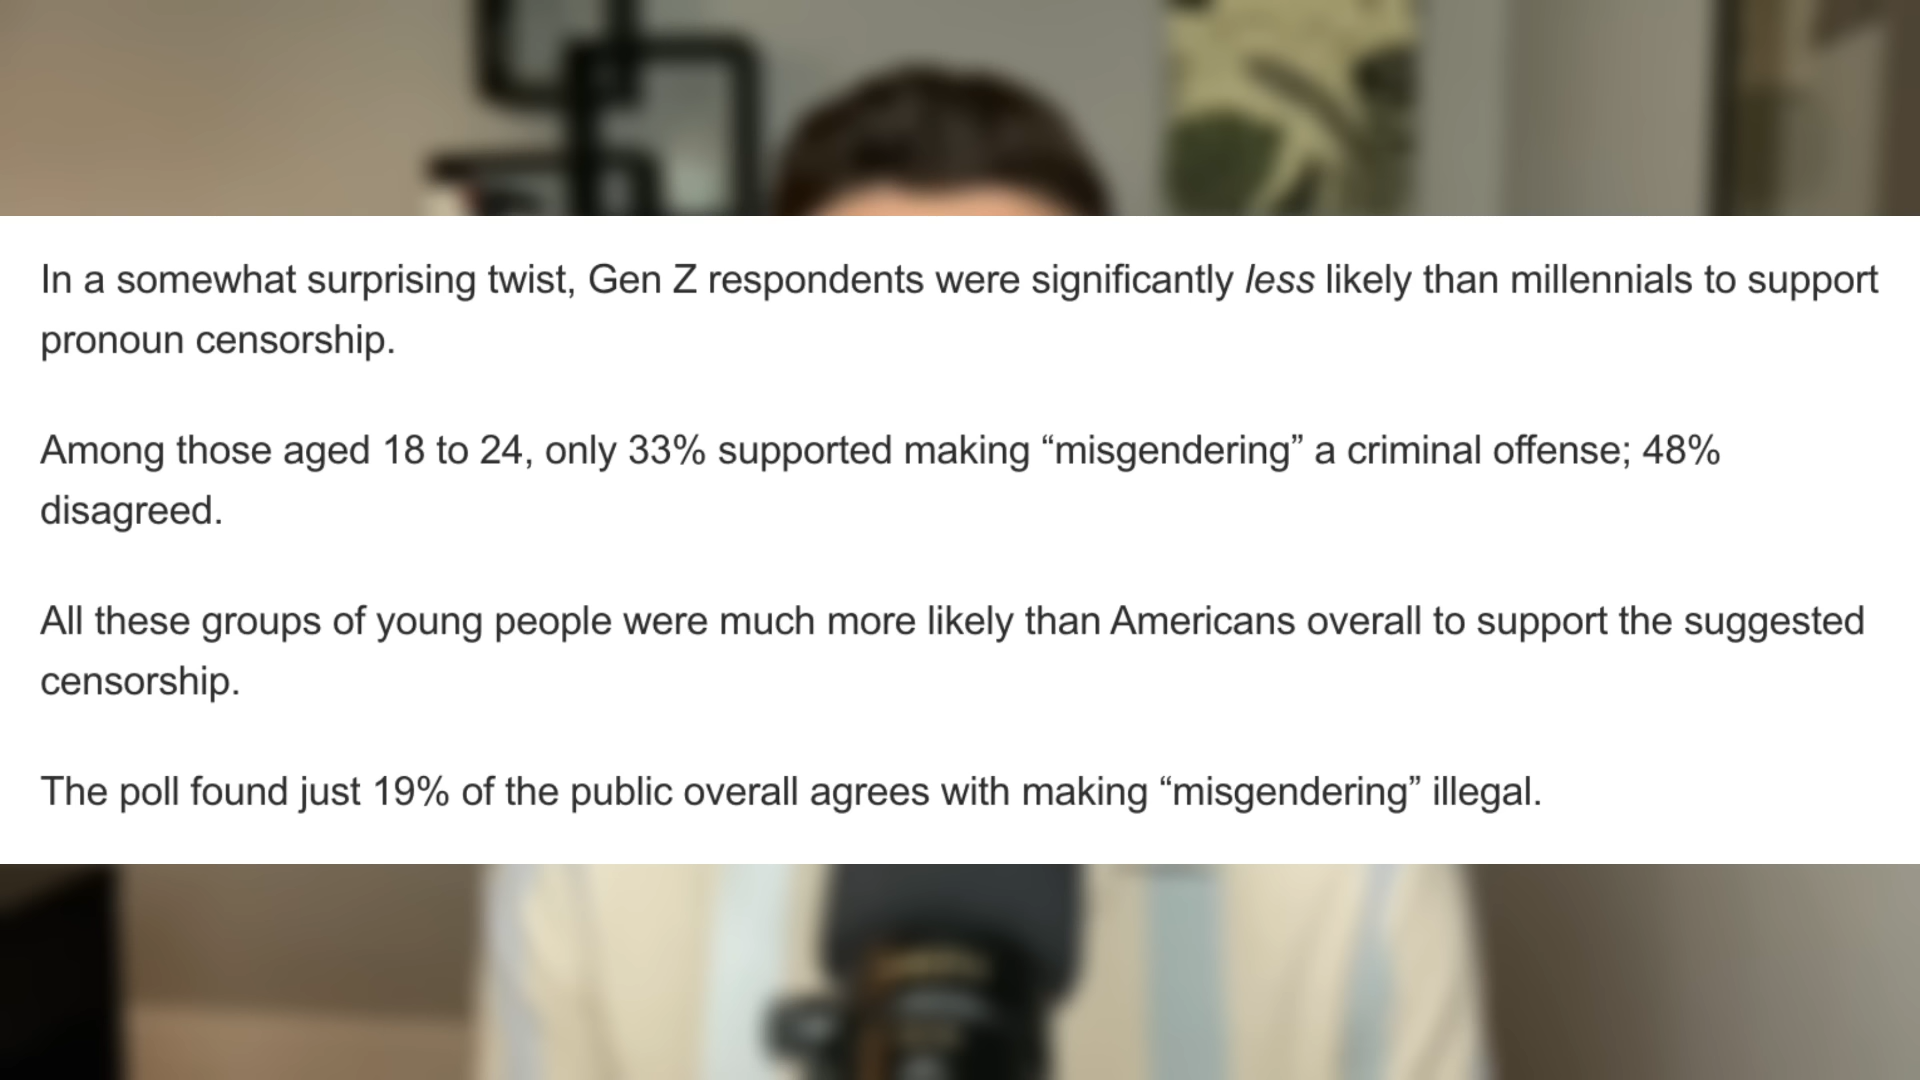 In a somewhat surprising twist, Gen Z respondents were significantly less likely than millennials to support
pronoun censorship.
Among those aged 18 to 24, only 33% supported making “misgendering” a criminal offense; 48%
disagreed.
All these groups of young people were much more likely than Americans overall to support the suggested
censorship.
The poll found just 19% of the public overall agrees with making “misgendering” illegal.